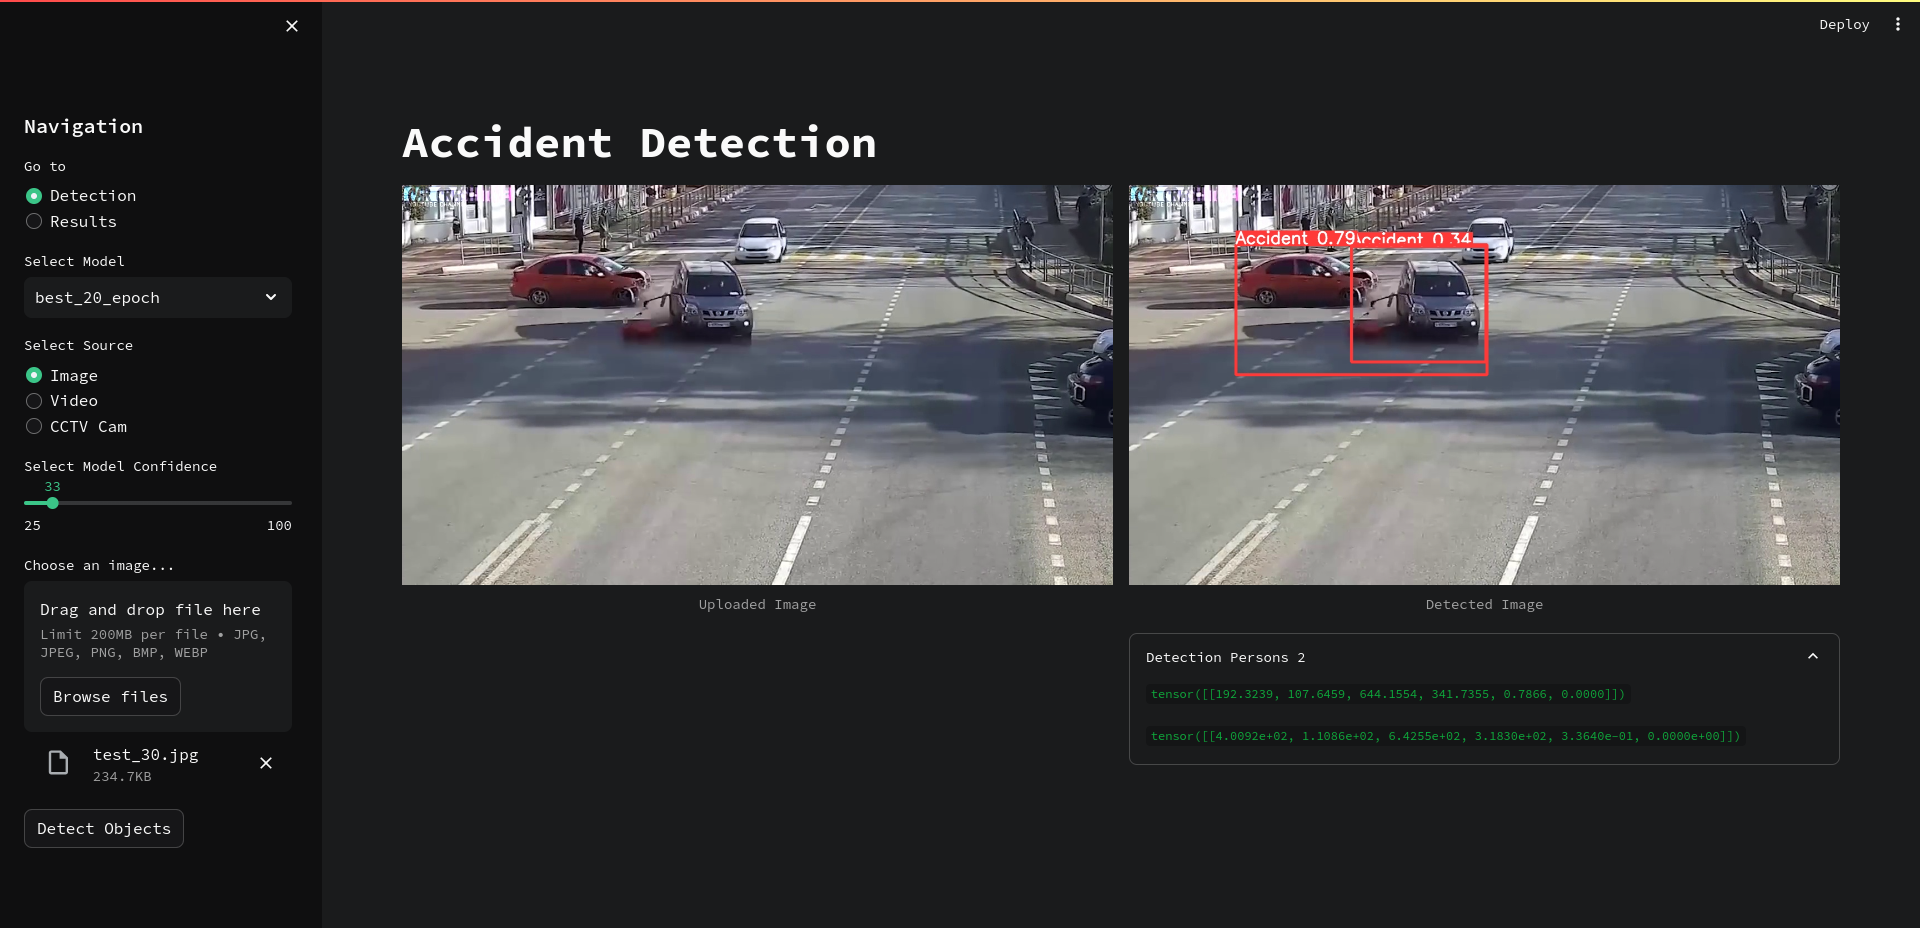 Deploy
Navigation
Go to
Detection
Results
Select Model
best_20_epoch
Select Source
Image
Video
CCTV Cam
Select Model Confidence
33
25 100
Choose an image...
Drag and drop file here
Limit 200MB per file • JPG,
JPEG, PNG, BMP, WEBP
Browse files
test_30.jpg
234.7KB
Detect Objects
Accident Detection
Uploaded Image
Accident 0.79
Accident 0.34
Detected Image
Detection Persons 2
tensor([[192.3239, 107.6459, 644.1554, 341.7355, 0.7866, 0.0000]])
tensor([[4.0092e+02, 1.1086e+02, 6.4255e+02, 3.1830e+02, 3.3640e-01, 0.0000e+00]])